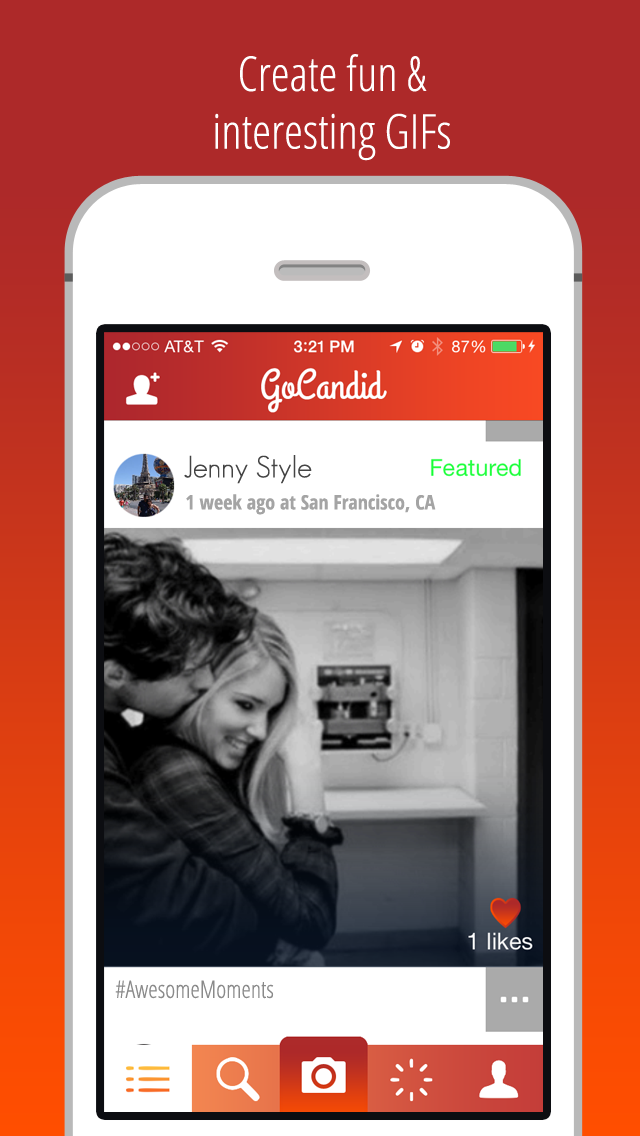 Create fun &
interesting GIFs
AT&T 3:21 PM 87%
GoCandid
Jenny Style
Featured
1 week ago at San Francisco, CA
1 likes
#AwesomeMoments